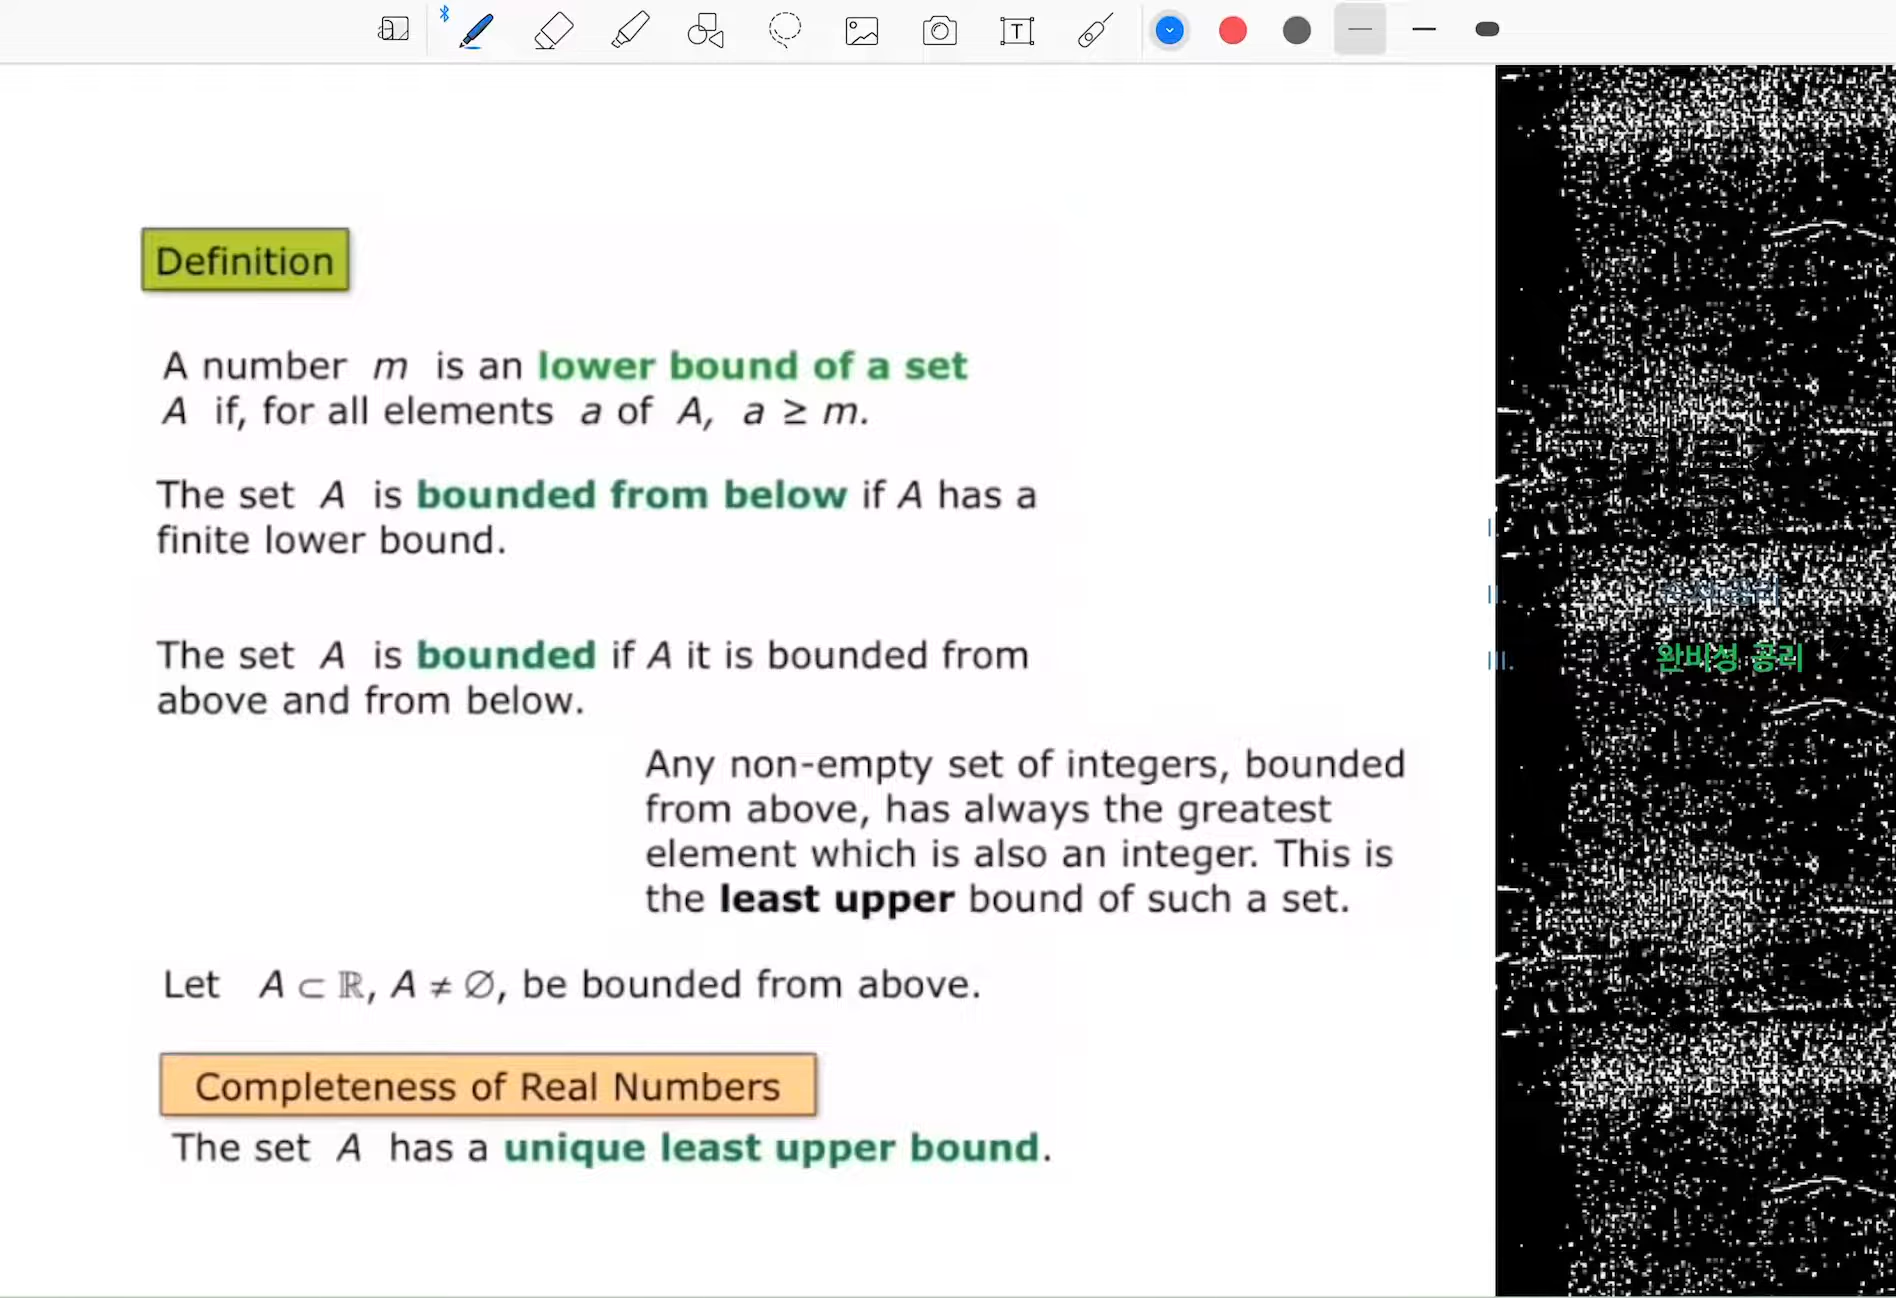 Definition
A number m is an lower bound of a set
A if, for all elements a of A, a ≥ m.
The set A is bounded from below if A has a
finite lower bound.
The set A is bounded if A it is bounded from
above and from below.
Any non-empty set of integers, bounded
from above, has always the greatest
element which is also an integer. This is
the least upper bound of such a set.
Let A ⊂ ℝ, A ≠ ∅, be bounded from above.
Completeness of Real Numbers
The set A has a unique least upper bound.
I.
II.
III. 완비성 공리